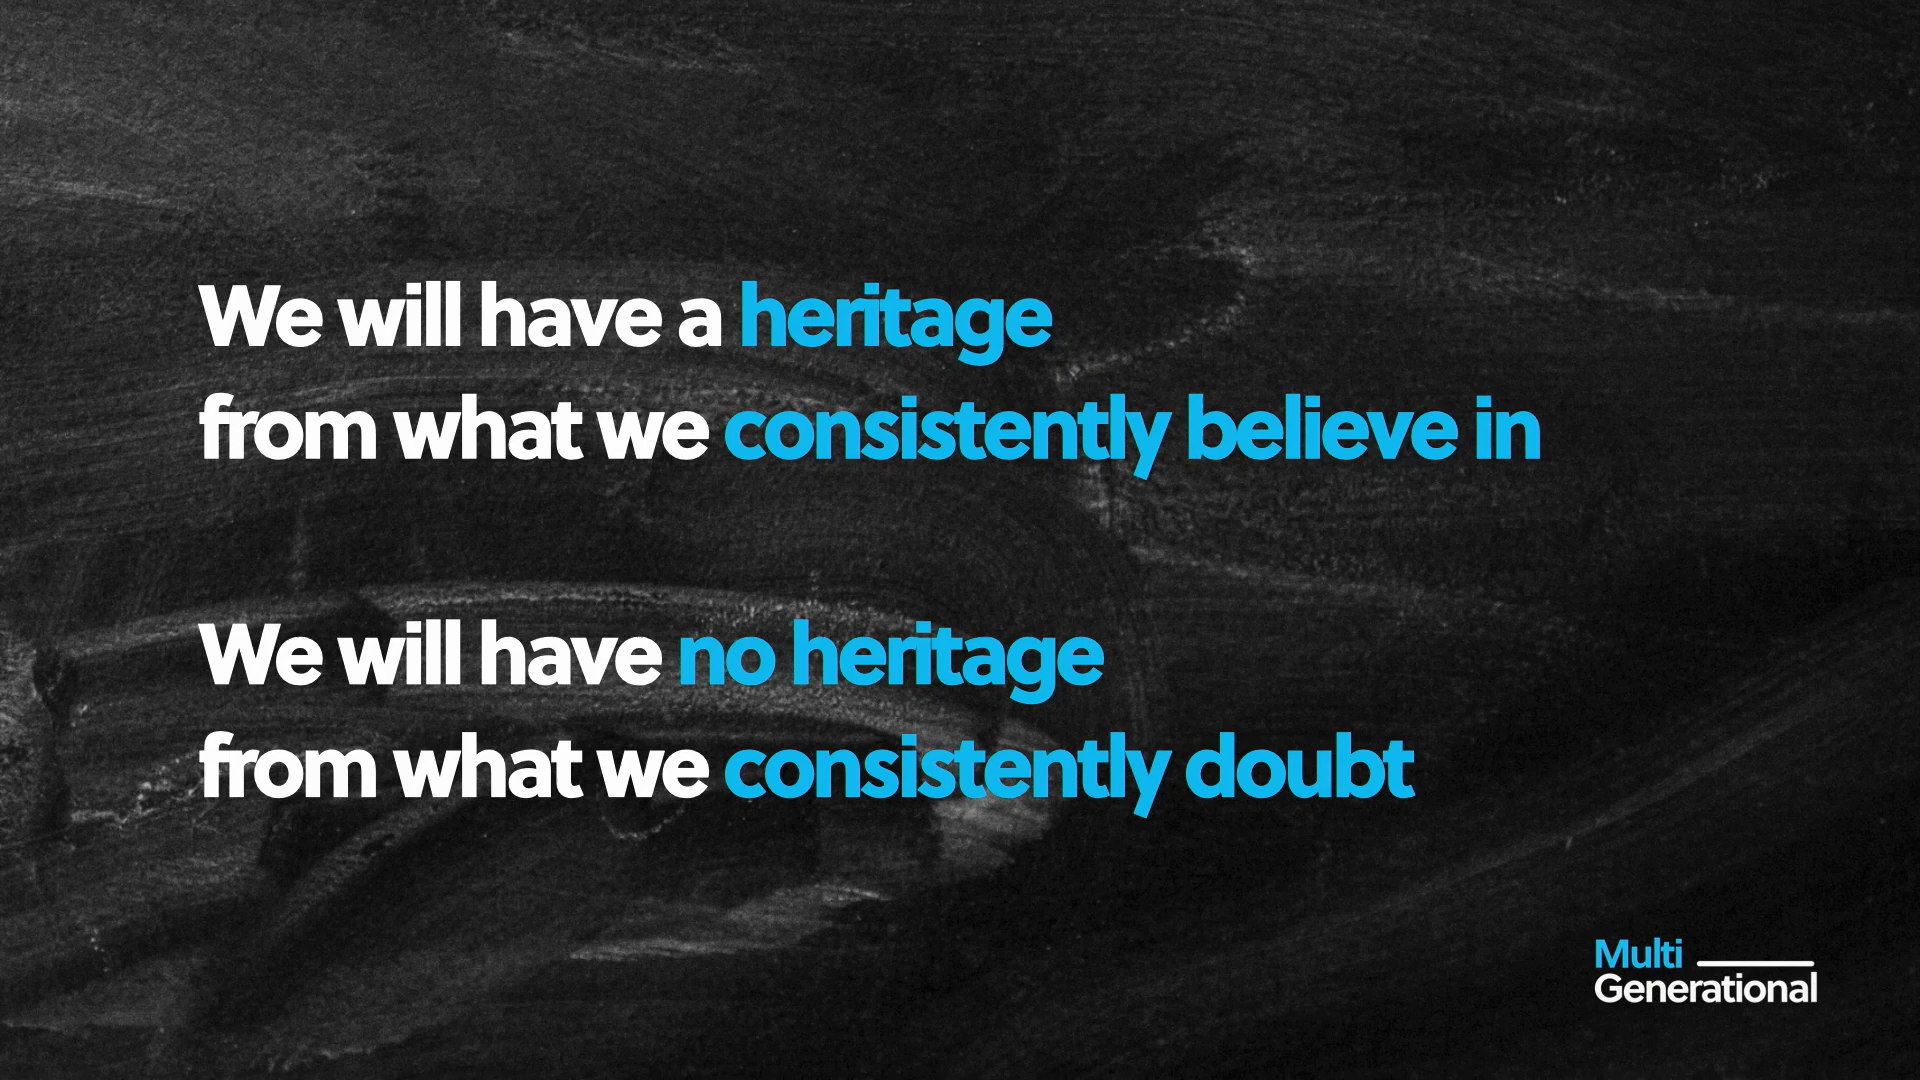 We will have a heritage
from what we consistently believe in
We will have no heritage
from what we consistently doubt
Multi
Generational